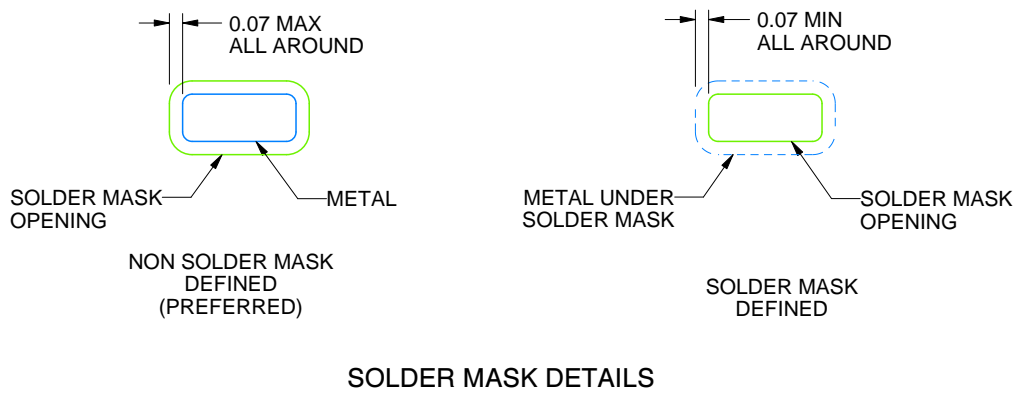 0.07 MAX
ALL AROUND
SOLDER MASK
OPENING
METAL
NON SOLDER MASK
DEFINED
(PREFERRED)
0.07 MIN
ALL AROUND
METAL UNDER
SOLDER MASK
SOLDER MASK
OPENING
SOLDER MASK
DEFINED
SOLDER MASK DETAILS